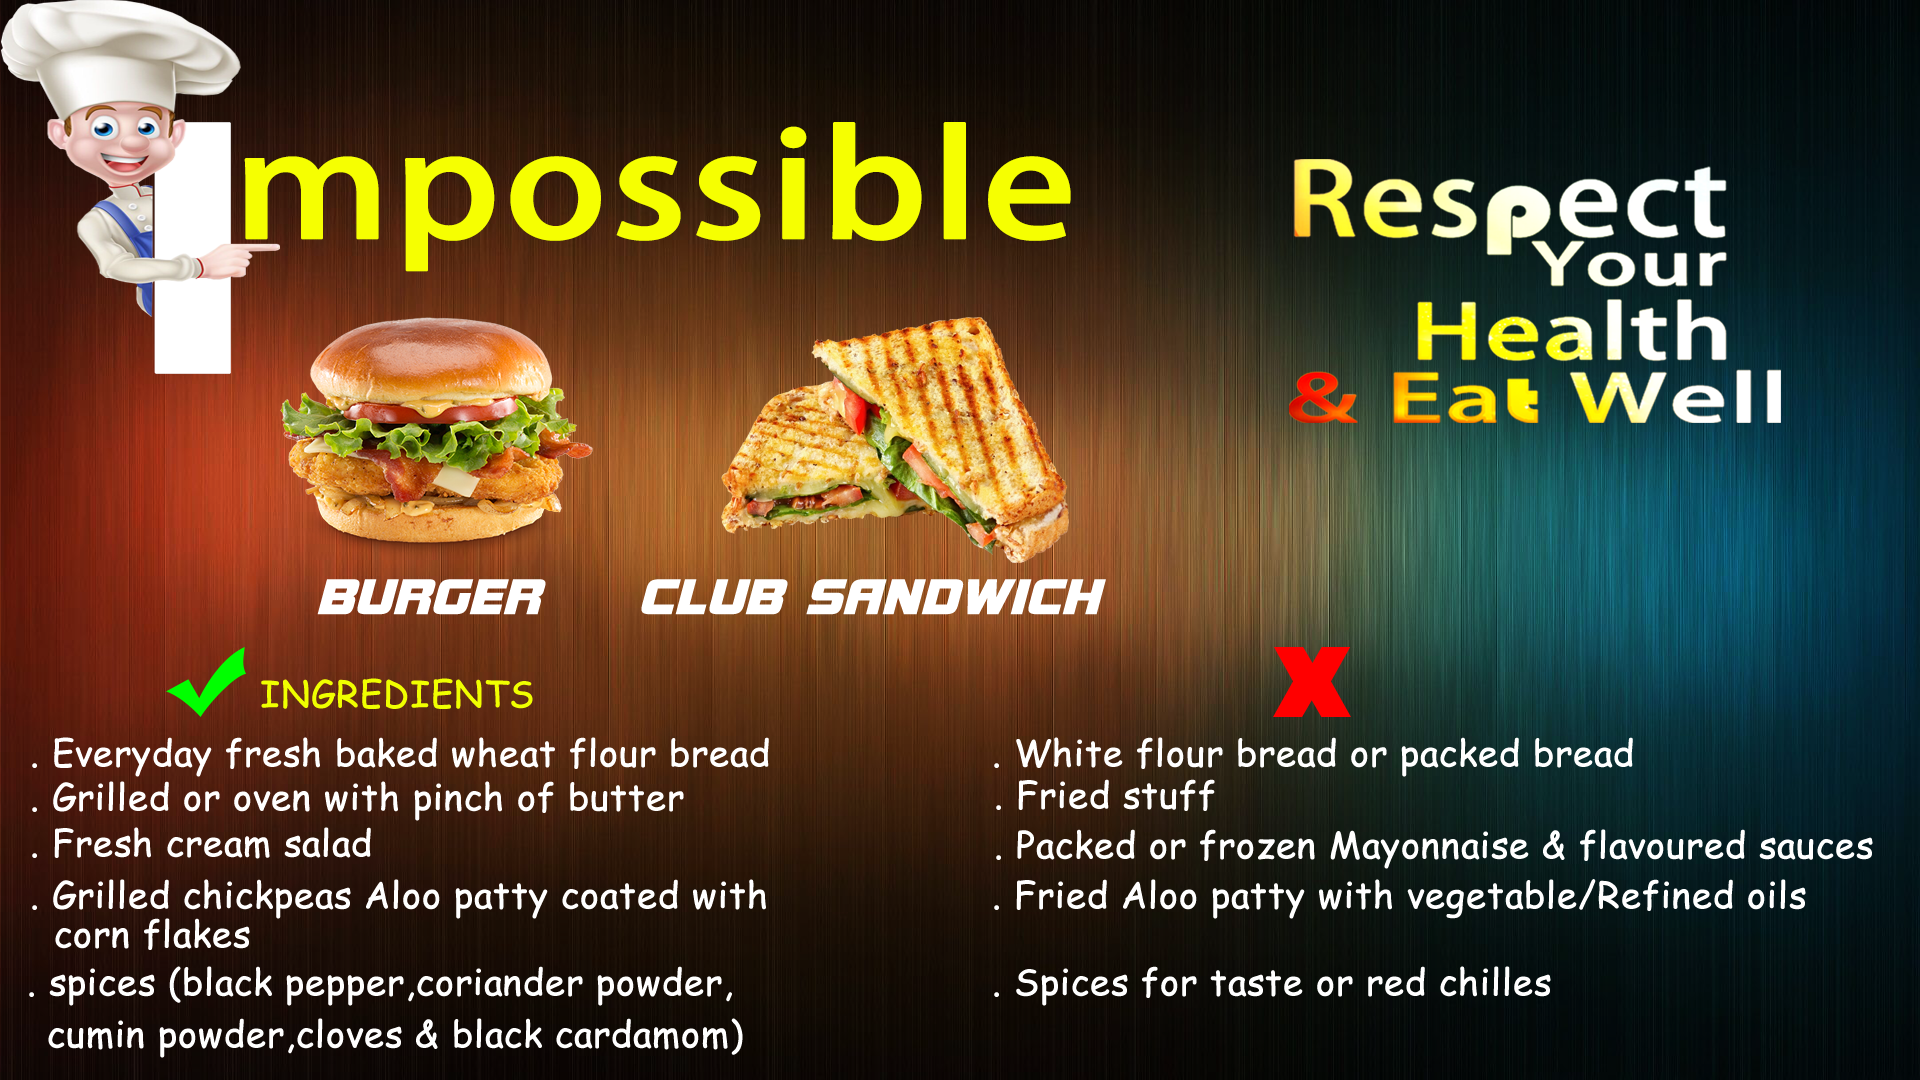 Impossible
Respect
Your
Health
& Eat Well
BURGER
CLUB SANDWICH
INGREDIENTS
. Everyday fresh baked wheat flour bread
. Grilled or oven with pinch of butter
. Fresh cream salad
. Grilled chickpeas Aloo patty coated with
corn flakes
. spices (black pepper,coriander powder,
cumin powder,cloves & black cardamom)
X
. White flour bread or packed bread
. Fried stuff
. Packed or frozen Mayonnaise & flavoured sauces
. Fried Aloo patty with vegetable/Refined oils
. Spices for taste or red chilles